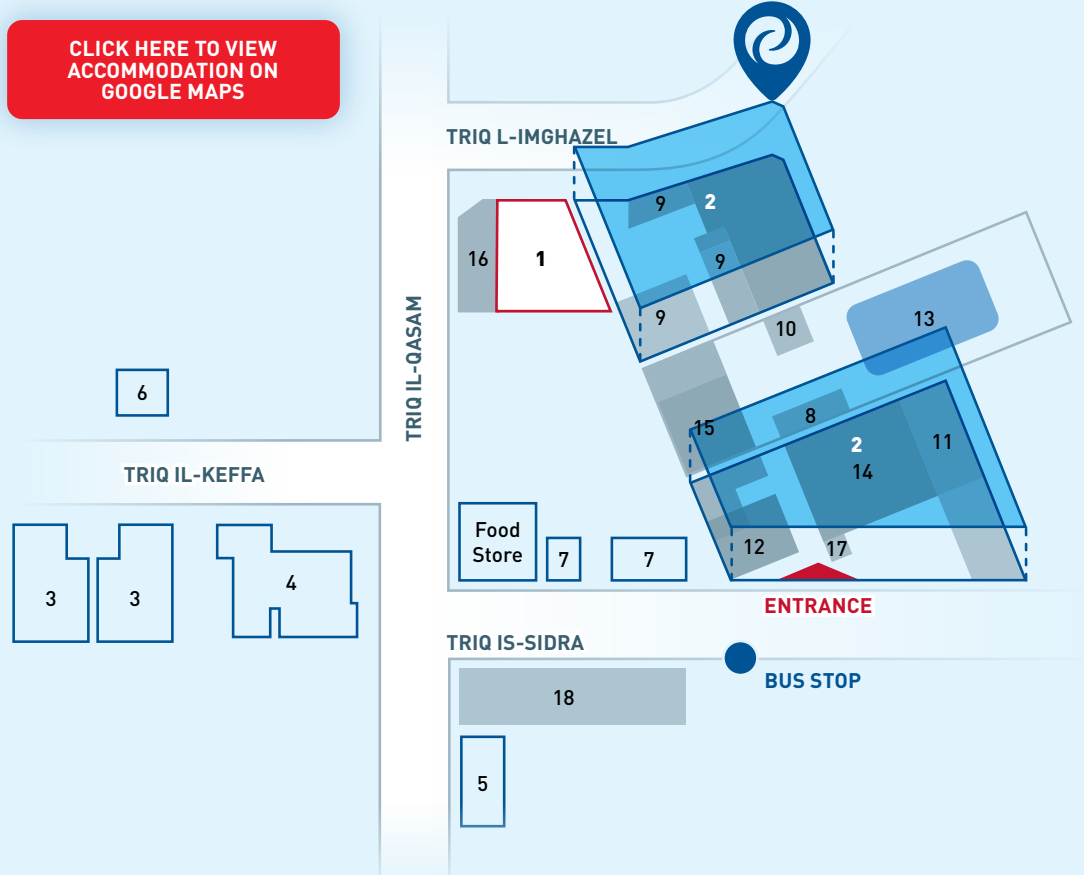 CLICK HERE TO VIEW
ACCOMMODATION ON
GOOGLE MAPS
TRIQ L-IMGHAZEL
9
2
16
1
9
9
10
13
TRIQ IL-QASAM
6
15
8
2
11
14
TRIQ IL-KEFFA
Food
Store
7
7
12
17
3
3
4
ENTRANCE
TRIQ IS-SIDRA
BUS STOP
18
5